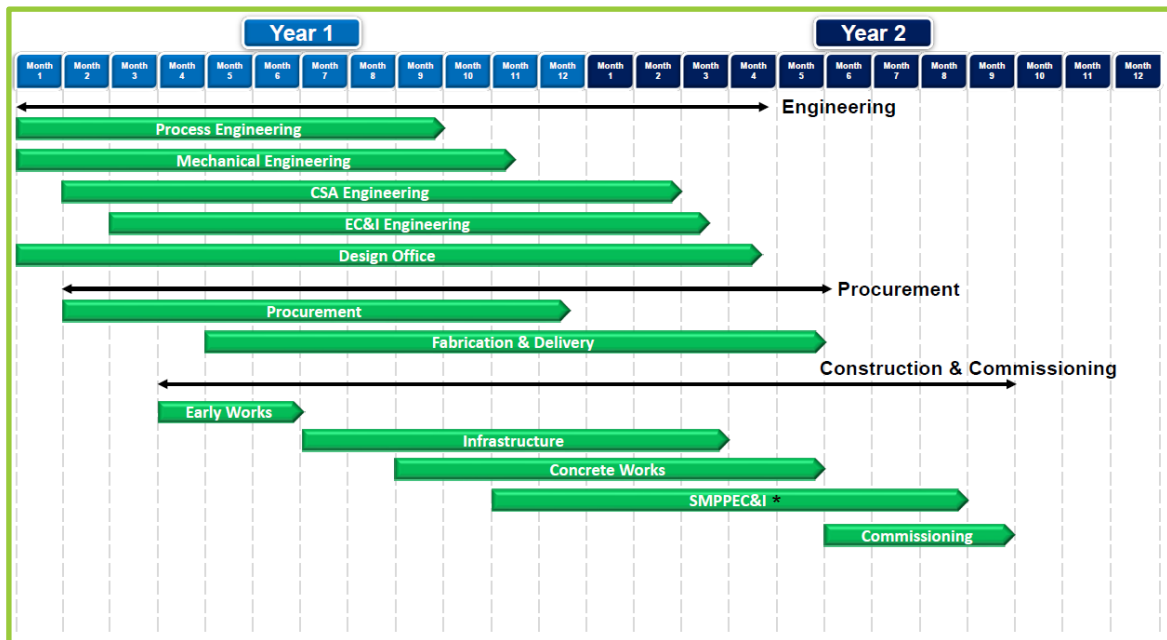 Year 1
Year 2
Month 1
Month 2
Month 3
Month 4
Month 5
Month 6
Month 7
Month 8
Month 9
Month 10
Month 11
Month 12
Month 1
Month 2
Month 3
Month 4
Month 5
Month 6
Month 7
Month 8
Month 9
Month 10
Month 11
Month 12
Engineering
Process Engineering
Mechanical Engineering
CSA Engineering
EC&I Engineering
Design Office
Procurement
Procurement
Fabrication & Delivery
Construction & Commissioning
Early Works
Infrastructure
Concrete Works
SMPPEC&I *
Commissioning